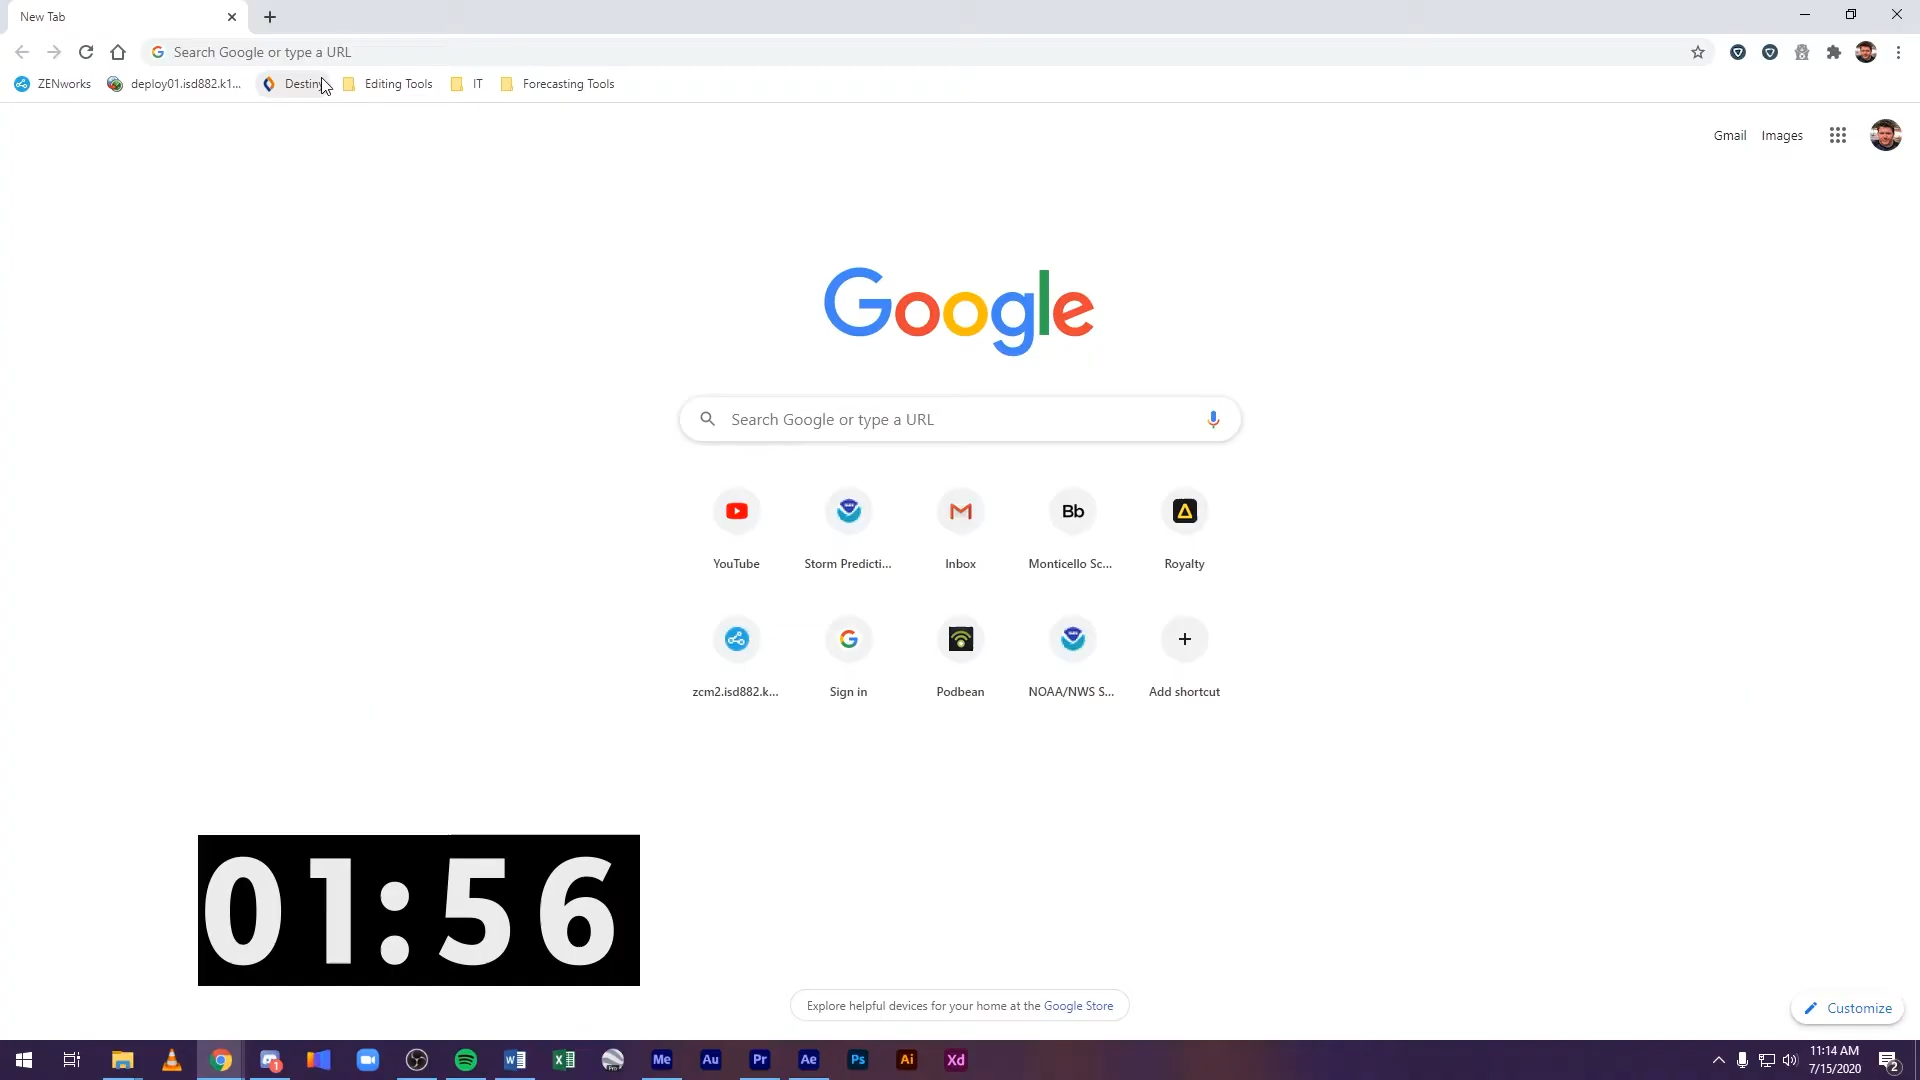 New Tab
Search Google or type a URL
ZENworks deploy01.isd882.k1... Destiny Editing Tools IT Forecasting Tools
Gmail Images
Google
Search Google or type a URL
YouTube Storm Predicti... Inbox Bb Monticello Sc... Royalty
zcm2.isd882.k... Sign in Podbean NOAA/NWS S... Add shortcut
01:56
Explore helpful devices for your home at the Google Store
Customize
Me Au Pr Ae Ps Ai Xd
11:14 AM
7/15/2020
2